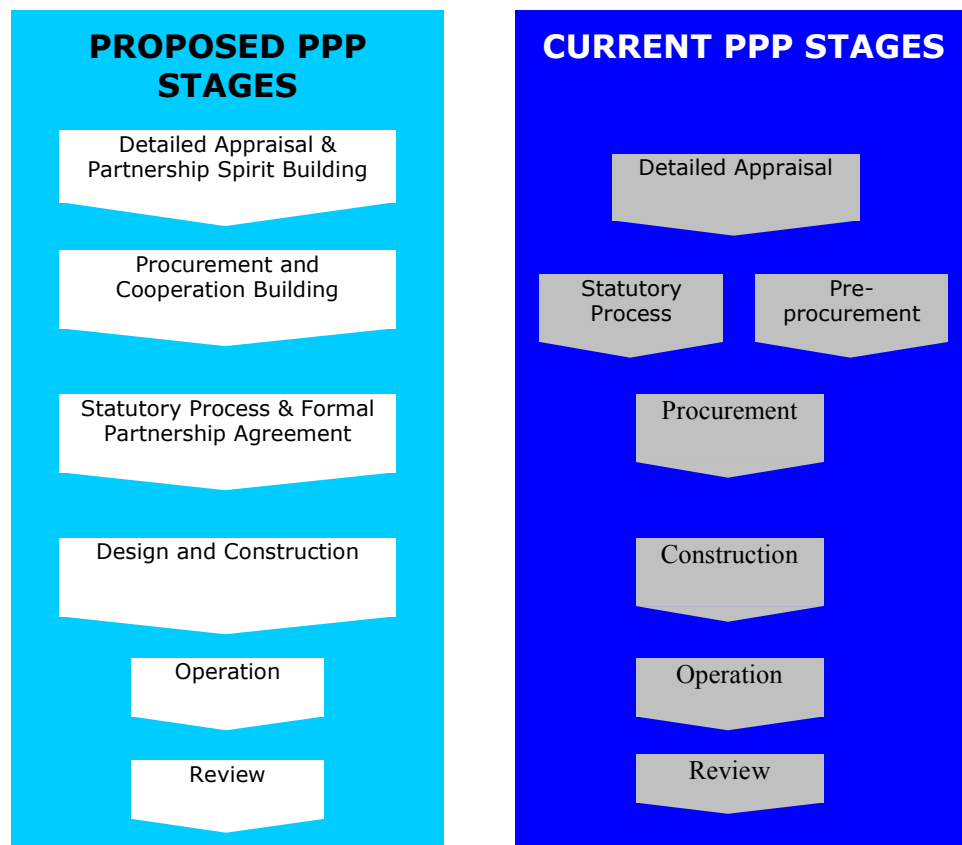 PROPOSED PPP
STAGES
Detailed Appraisal &
Partnership Spirit Building
Procurement and
Cooperation Building
Statutory Process & Formal
Partnership Agreement
Design and Construction
Operation
Review
CURRENT PPP STAGES
Detailed Appraisal
Statutory
Process
Pre-
procurement
Procurement
Construction
Operation
Review